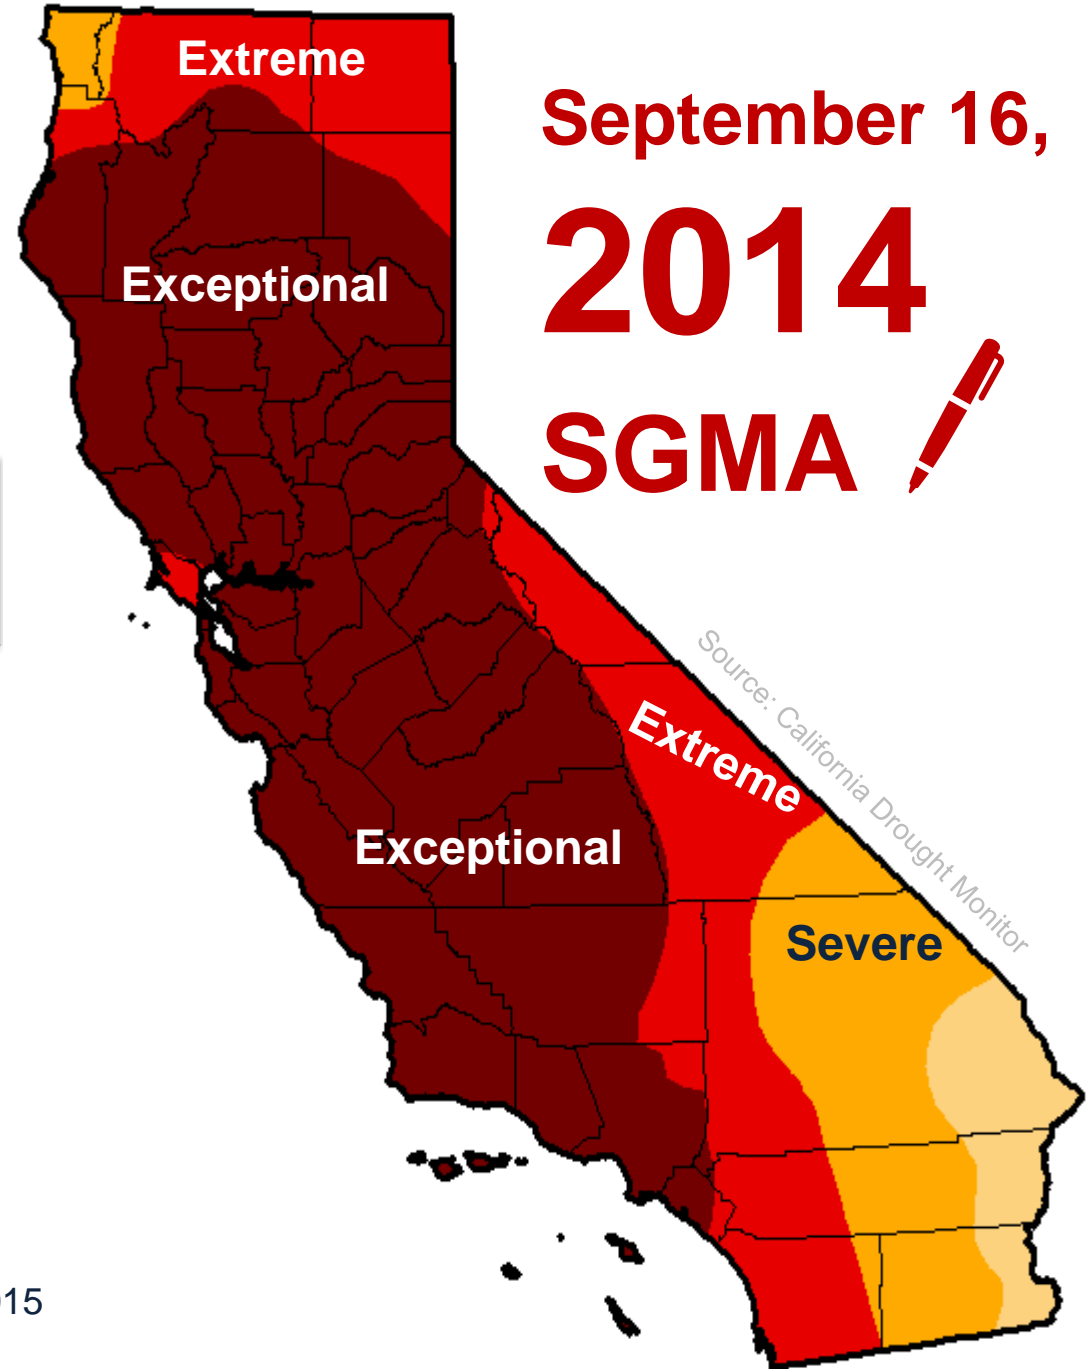 Extreme
September 16,
2014
Exceptional
SGMA
Source: California Drought Monitor
Extreme
Exceptional
Severe
15